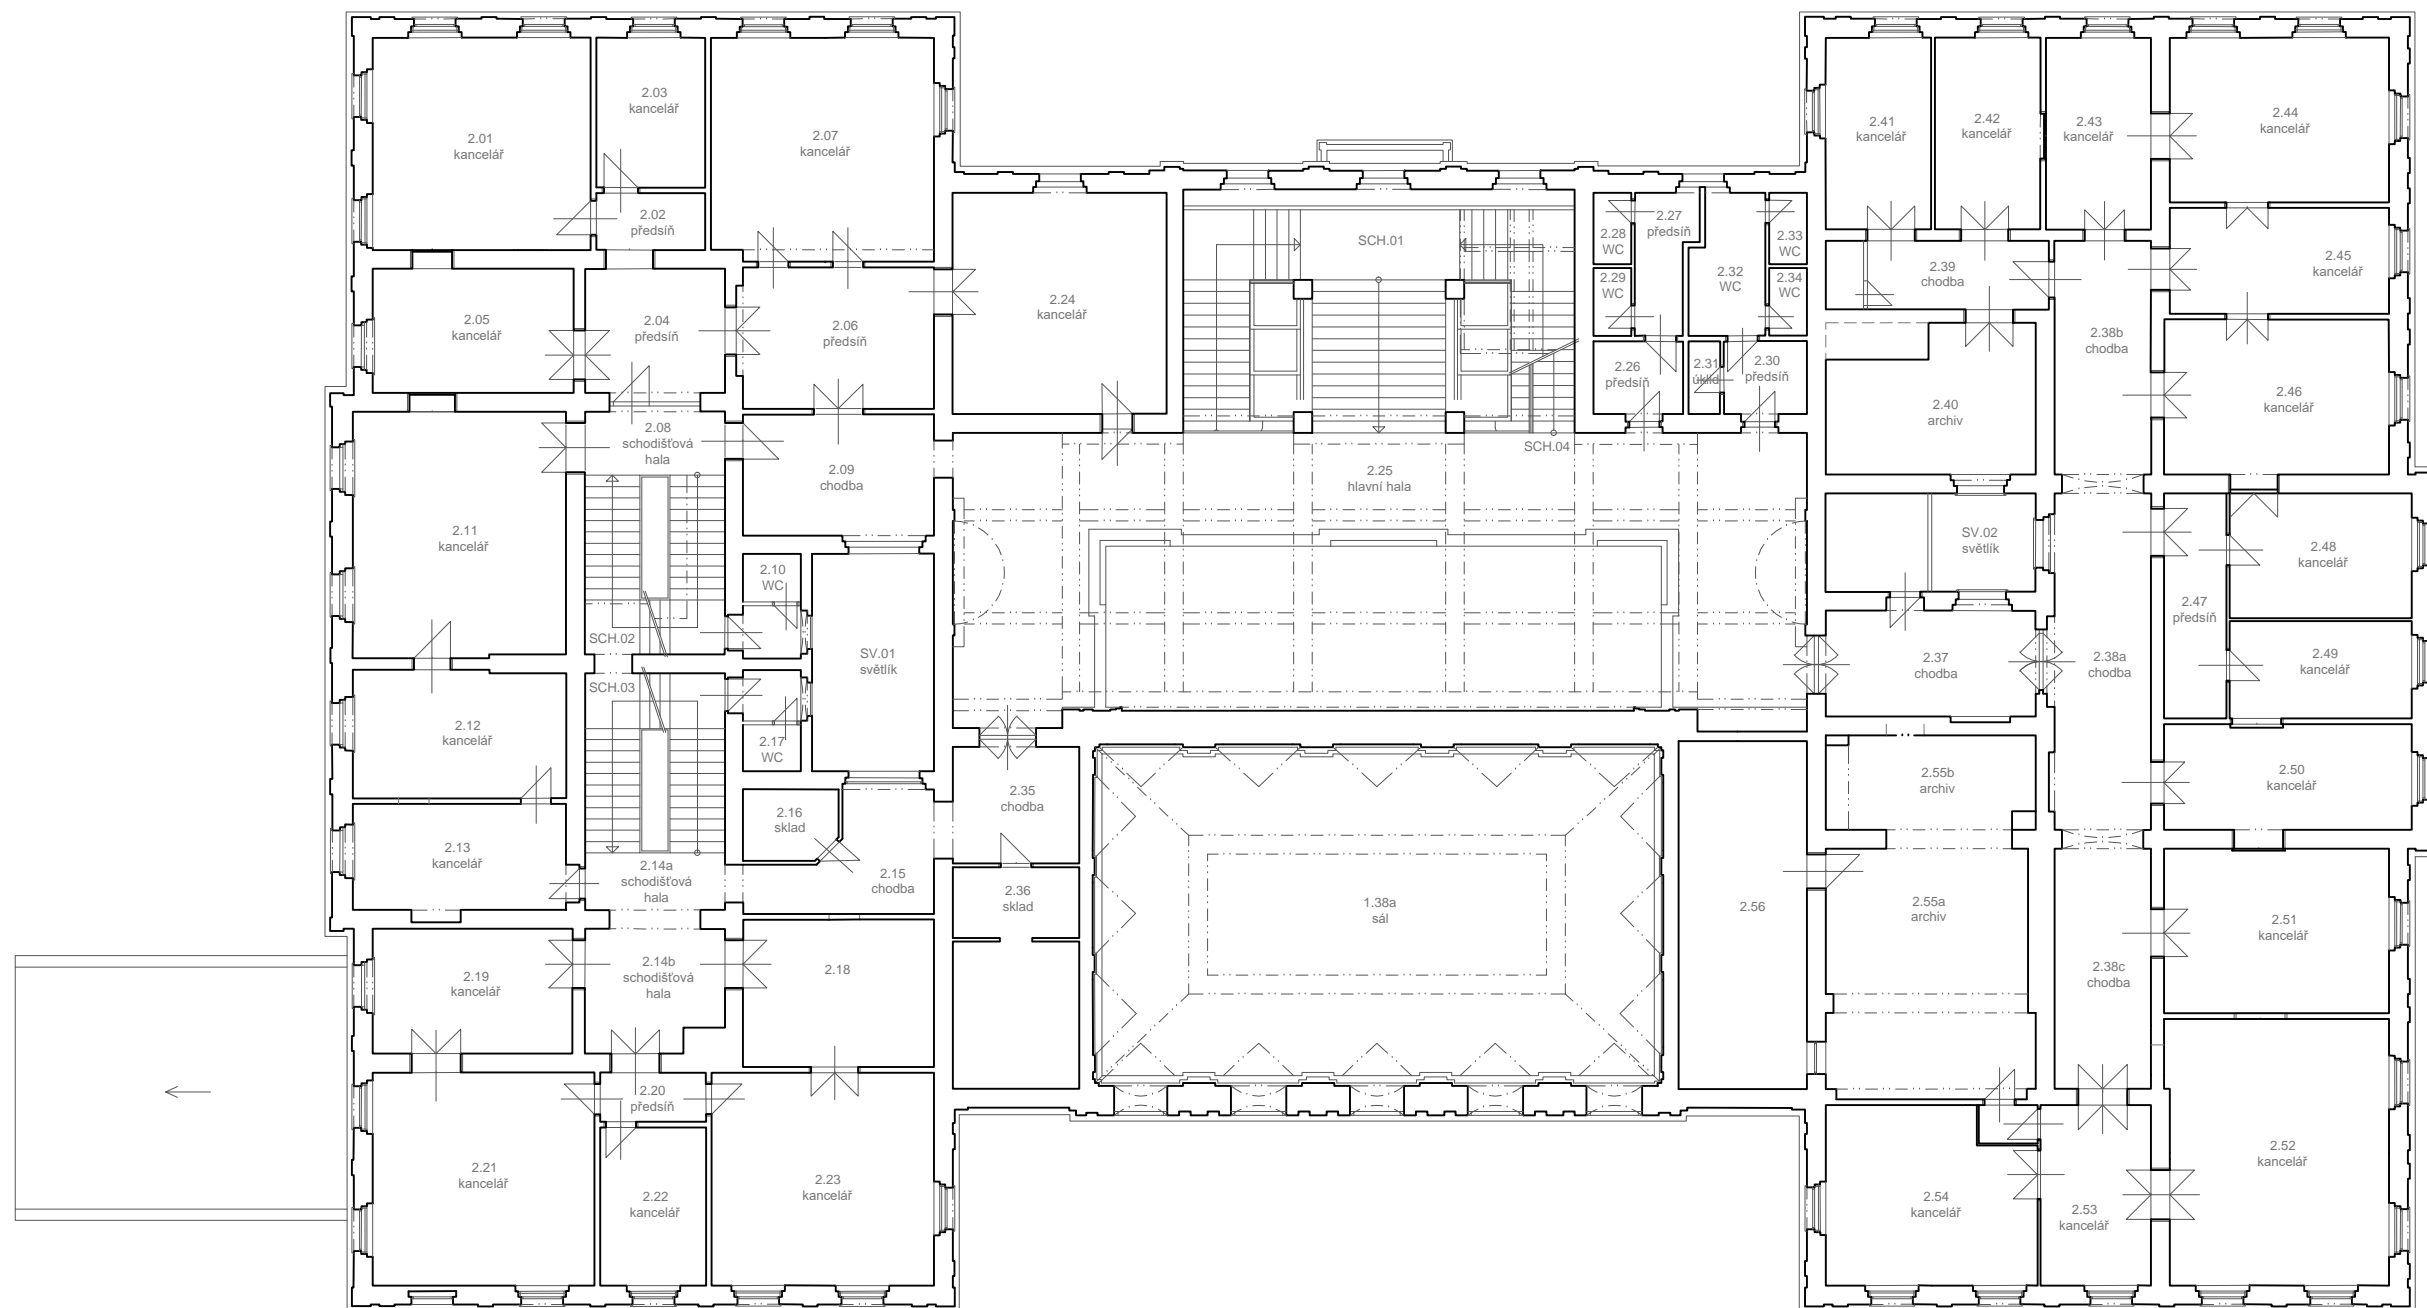 2.01
kancelář
2.03
kancelář
2.02
předsíň
2.07
kancelář
2.05
kancelář
2.04
předsíň
2.06
předsíň
2.24
kancelář
SCH.01
2.27
předsíň
2.28
WC
2.29
WC
2.32
WC
2.33
WC
2.34
WC
2.26
předsíň
2.31
úklid
2.30
předsíň
2.41
kancelář
2.42
kancelář
2.43
kancelář
2.44
kancelář
2.39
chodba
2.45
kancelář
2.38b
chodba
2.40
archiv
2.46
kancelář
2.08
schodišťová
hala
2.09
chodba
2.11
kancelář
2.10
WC
SCH.02
SCH.03
SV.01
světlík
2.25
hlavní hala
SCH.04
SV.02
světlík
2.48
kancelář
2.47
předsíň
2.49
kancelář
2.37
chodba
2.38a
chodba
2.12
kancelář
2.17
WC
2.16
sklad
2.35
chodba
2.13
kancelář
2.14a
schodišťová
hala
2.15
chodba
2.36
sklad
1.38a
sál
2.56
2.55b
archiv
2.50
kancelář
2.55a
archiv
2.51
kancelář
2.19
kancelář
2.14b
schodišťová
hala
2.18
2.38c
chodba
2.20
předsíň
2.21
kancelář
2.22
kancelář
2.23
kancelář
2.54
kancelář
2.53
kancelář
2.52
kancelář